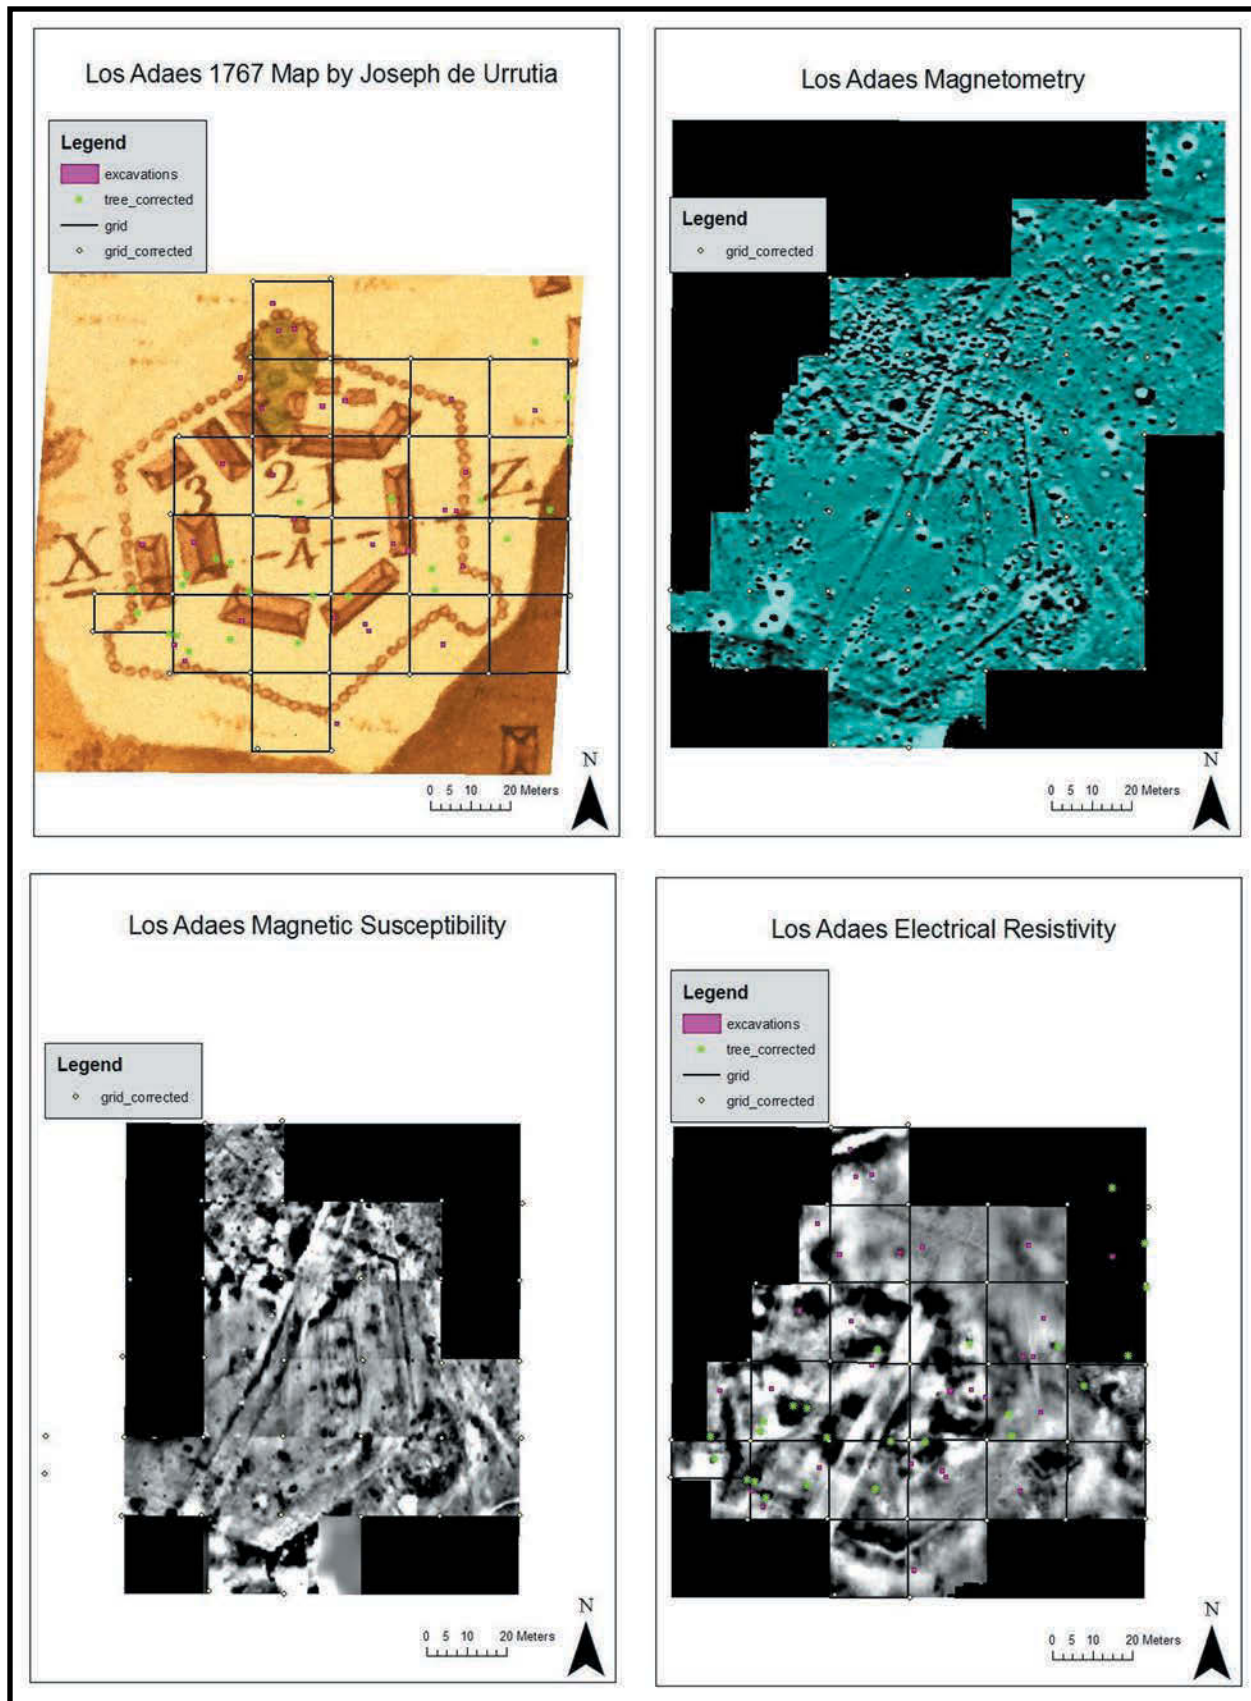 Los Adaes 1767 Map by Joseph de Urrutia
Legend
excavations
tree_corrected
grid
grid_corrected
X
3
2
1
Z
A
N
0 5 10 20 Meters
Los Adaes Magnetometry
Legend
grid_corrected
N
0 5 10 20 Meters
Los Adaes Magnetic Susceptibility
Legend
grid_corrected
N
0 5 10 20 Meters
Los Adaes Electrical Resistivity
Legend
excavations
tree_corrected
grid
grid_corrected
N
0 5 10 20 Meters